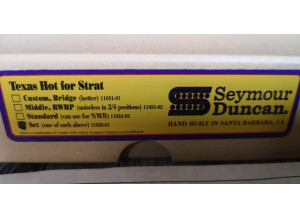 Texas Hot for Strat
Custom, Bridge (hotter) 11024-01
Middle, RWRP (noiseless in 2/4 positions) 11024-02
Standard (can use for NMB) 11024-03
Set (one of each above) 11028-01
Seymour
Duncan.
HAND BUILT IN SANTA BARBARA, CA